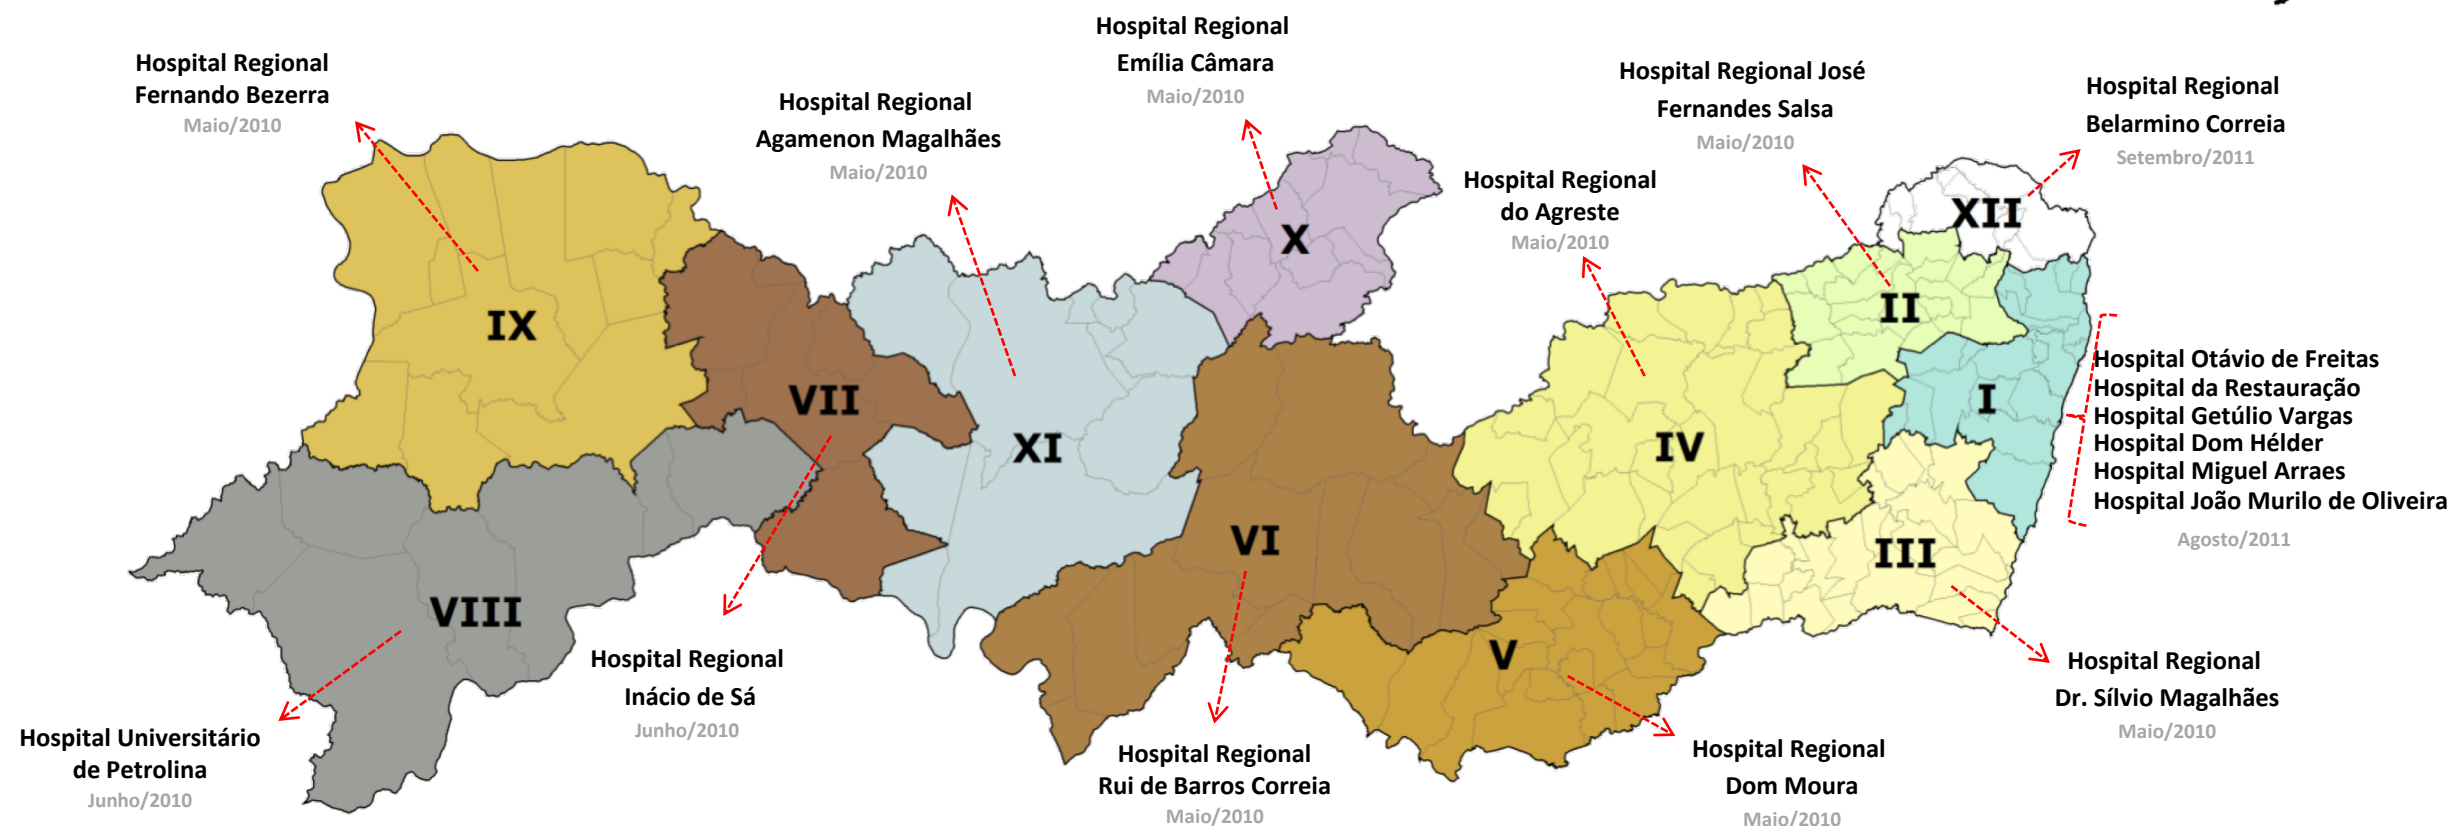 Hospital Regional
Fernando Bezerra
Maio/2010
Hospital Regional
Agamenon Magalhães
Maio/2010
Hospital Regional
Emília Câmara
Maio/2010
Hospital Regional
do Agreste
Maio/2010
Hospital Regional José
Fernandes Salsa
Maio/2010
Hospital Regional
Belarmino Correia
Setembro/2011
IX
VII
XI
X
VI
IV
II
XII
I
III
V
VIII
Hospital Otávio de Freitas
Hospital da Restauração
Hospital Getúlio Vargas
Hospital Dom Hélder
Hospital Miguel Arraes
Hospital João Murilo de Oliveira
Agosto/2011
Hospital Universitário
de Petrolina
Junho/2010
Hospital Regional
Inácio de Sá
Junho/2010
Hospital Regional
Rui de Barros Correia
Maio/2010
Hospital Regional
Dom Moura
Maio/2010
Hospital Regional
Dr. Sílvio Magalhães
Maio/2010